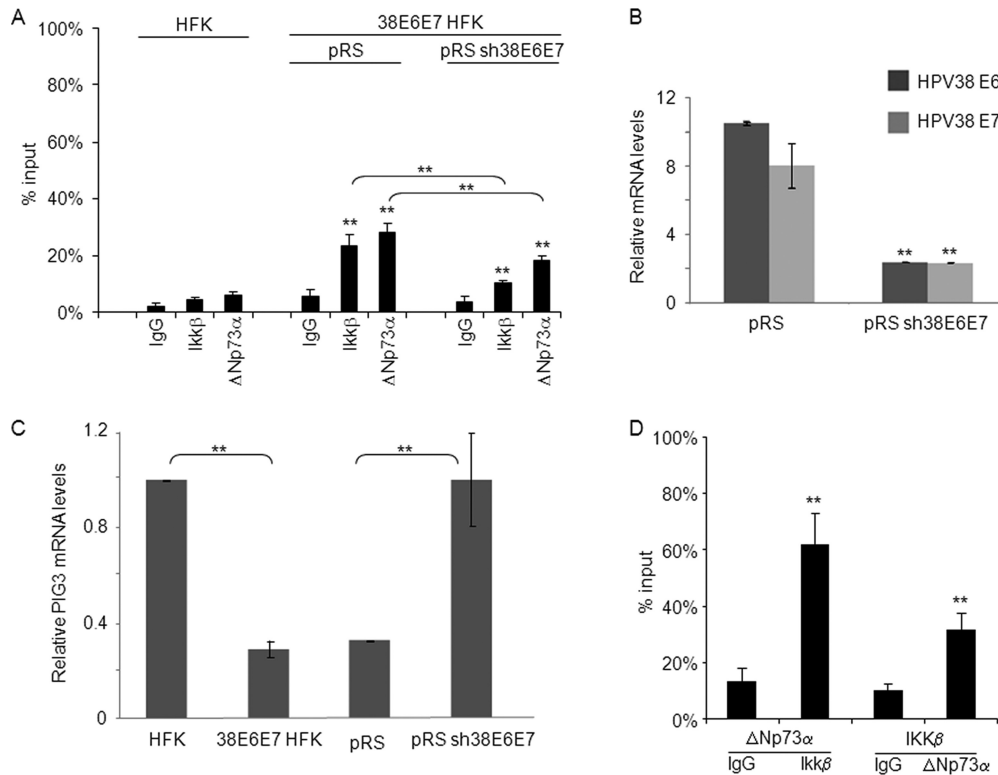 A
HFK
38E6E7 HFK
pRS
pRS sh38E6E7
% input
100%
80%
60%
40%
20%
0%
**
**
**
**
**
**
IgG
Ikkβ
ΔNp73α
IgG
Ikkβ
ΔNp73α
IgG
Ikkβ
ΔNp73α
B
HPV38 E6
HPV38 E7
Relative mRNA levels
12
8
4
0
**
**
pRS
pRS sh38E6E7
C
Relative PIG3 mRNA levels
1.2
0.8
0.4
0
**
**
HFK
38E6E7 HFK
pRS
pRS sh38E6E7
D
% input
100%
80%
60%
40%
20%
0%
**
**
ΔNp73α
IKKβ
IgG
Ikkβ
IgG
ΔNp73α